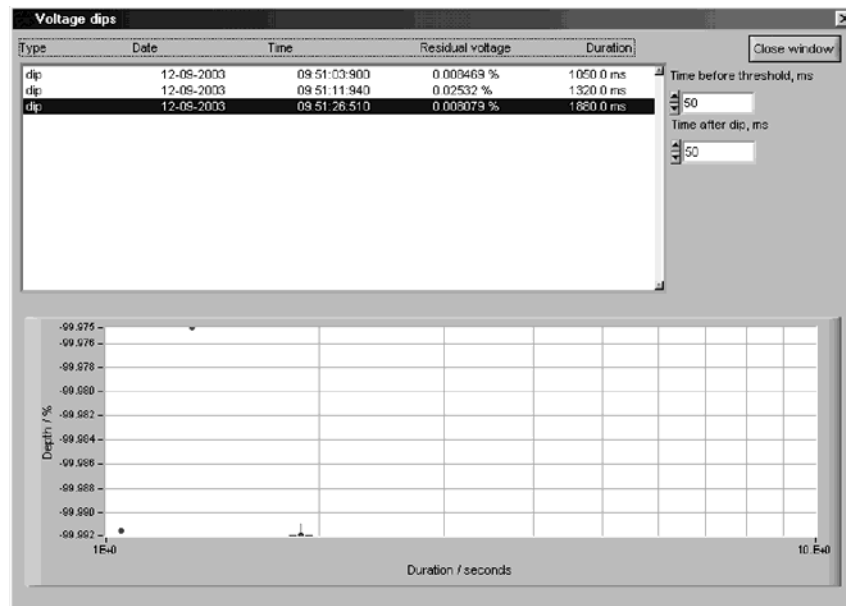 Voltage dips
Type Date Time Residual voltage Duration
Close window
dip 12-09-2003 09:51:03:900 0.008469 % 1050.0 ms
dip 12-09-2003 09:51:11:940 0.02532 % 1320.0 ms
dip 12-09-2003 09:51:26:510 0.008079 % 1880.0 ms
Time before threshold, ms
50
Time after dip, ms
50
-99.975
-99.976
-99.978
-99.980
-99.982
-99.984
-99.986
-99.988
-99.990
-99.992
Depth / %
1E+0 10.E+0
Duration / seconds